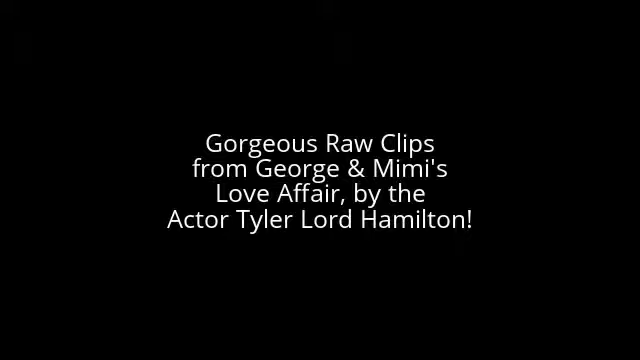 Gorgeous Raw Clips
from George & Mimi's
Love Affair, by the
Actor Tyler Lord Hamilton!